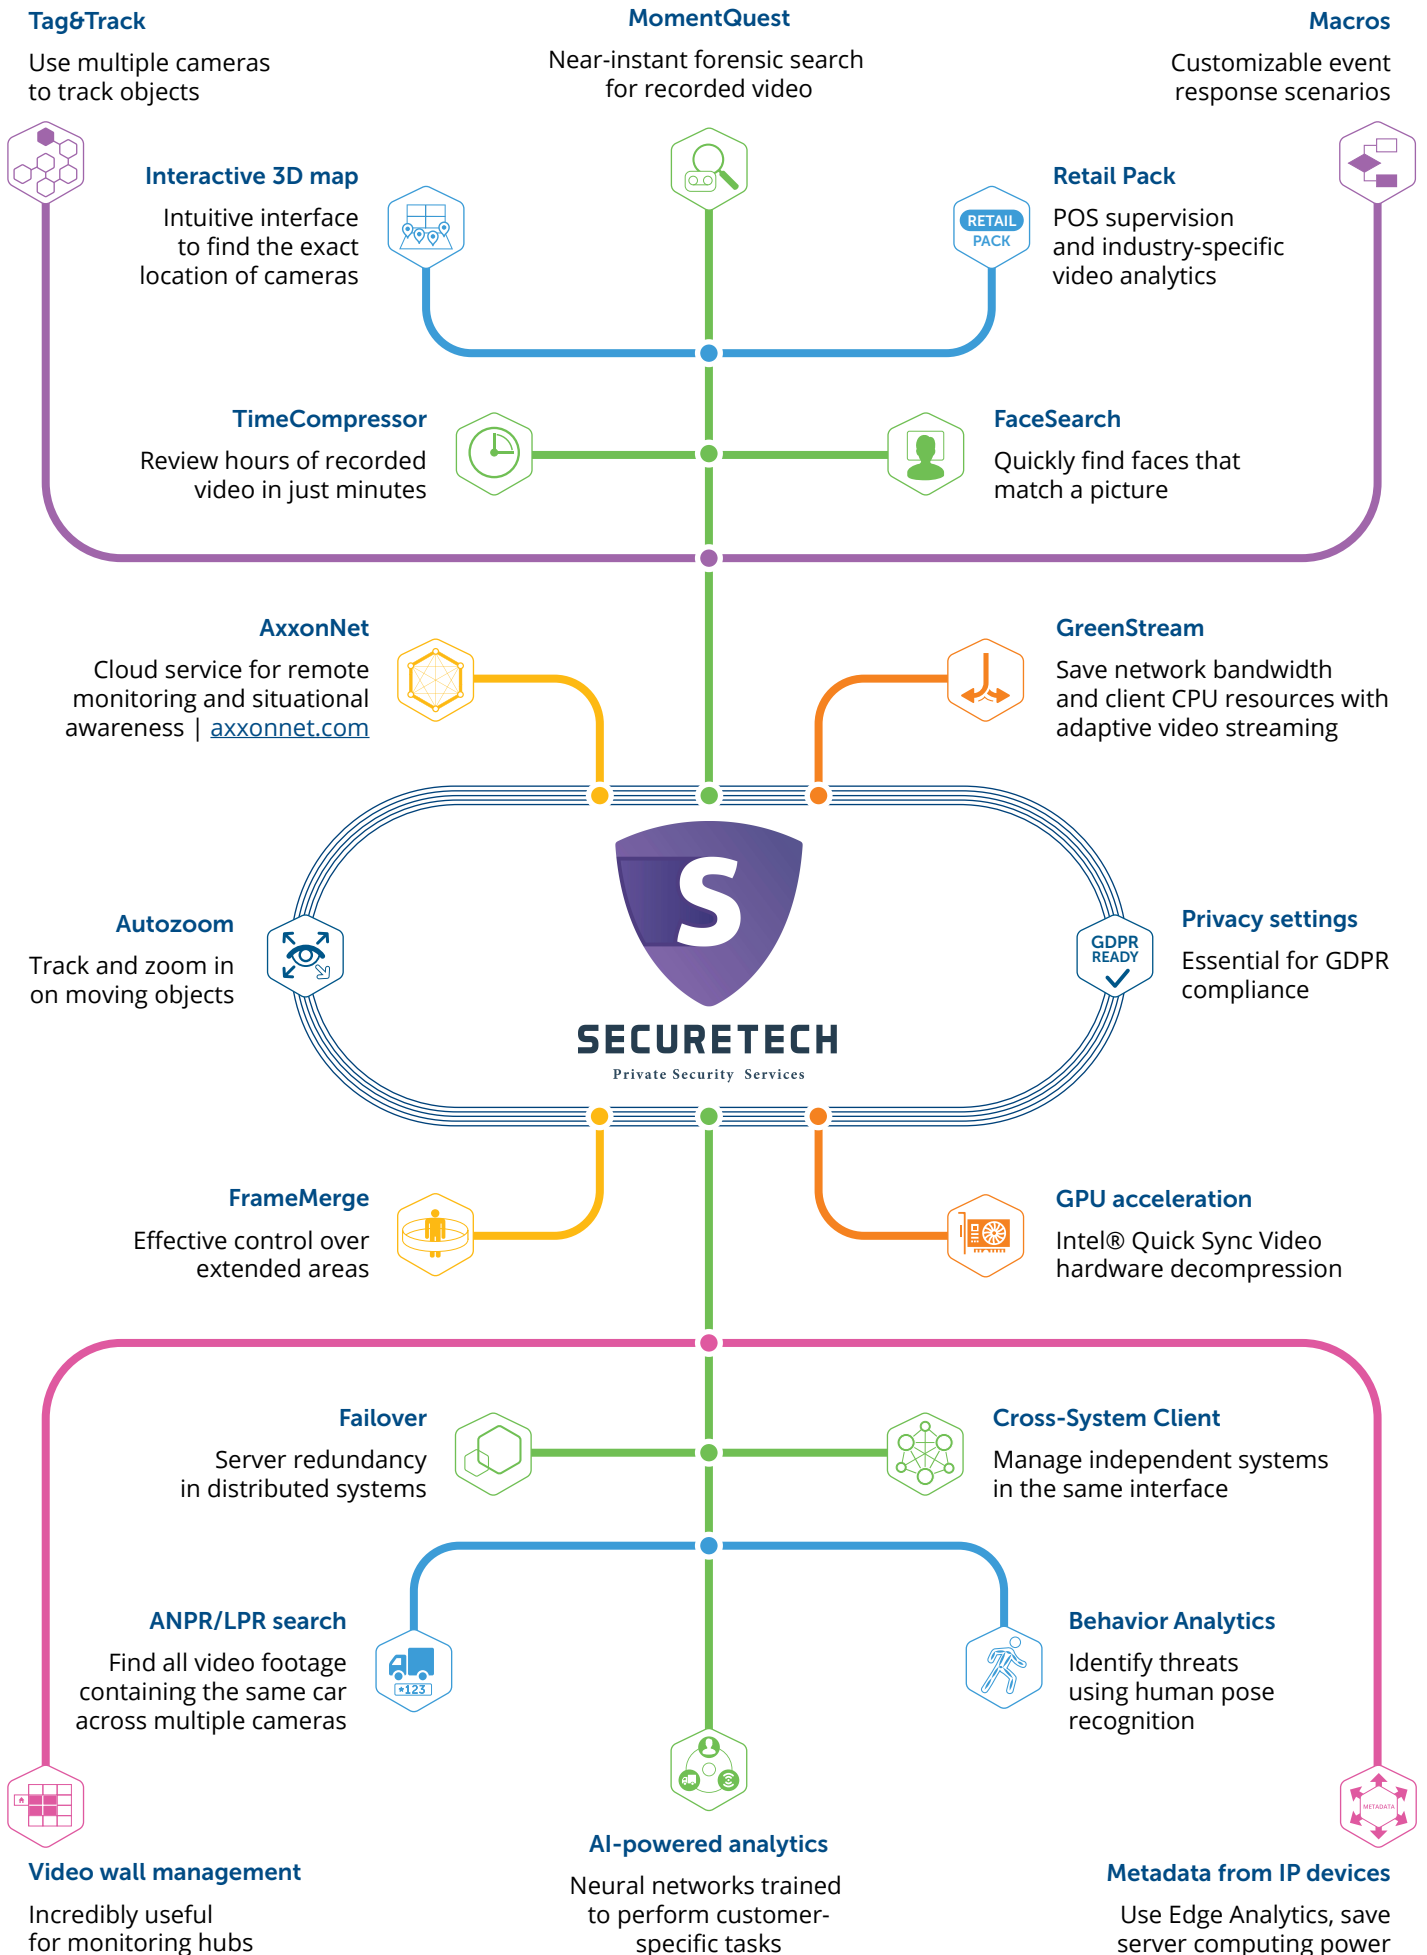 Tag&Track
Use multiple cameras
to track objects
MomentQuest
Near-instant forensic search
for recorded video
Macros
Customizable event
response scenarios
Interactive 3D map
Intuitive interface
to find the exact
location of cameras
RETAIL
PACK
Retail Pack
POS supervision
and industry-specific
video analytics
TimeCompressor
Review hours of recorded
video in just minutes
FaceSearch
Quickly find faces that
match a picture
AxxonNet
Cloud service for remote
monitoring and situational
awareness | axxonnet.com
GreenStream
Save network bandwidth
and client CPU resources with
adaptive video streaming
S
SECURETECH
Private Security Services
Autozoom
Track and zoom in
on moving objects
GDPR
READY
Privacy settings
Essential for GDPR
compliance
FrameMerge
Effective control over
extended areas
GPU acceleration
Intel® Quick Sync Video
hardware decompression
Failover
Server redundancy
in distributed systems
Cross-System Client
Manage independent systems
in the same interface
ANPR/LPR search
Find all video footage
containing the same car
across multiple cameras
*123
Behavior Analytics
Identify threats
using human pose
recognition
Video wall management
Incredibly useful
for monitoring hubs
AI-powered analytics
Neural networks trained
to perform customer-
specific tasks
METADATA
Metadata from IP devices
Use Edge Analytics, save
server computing power